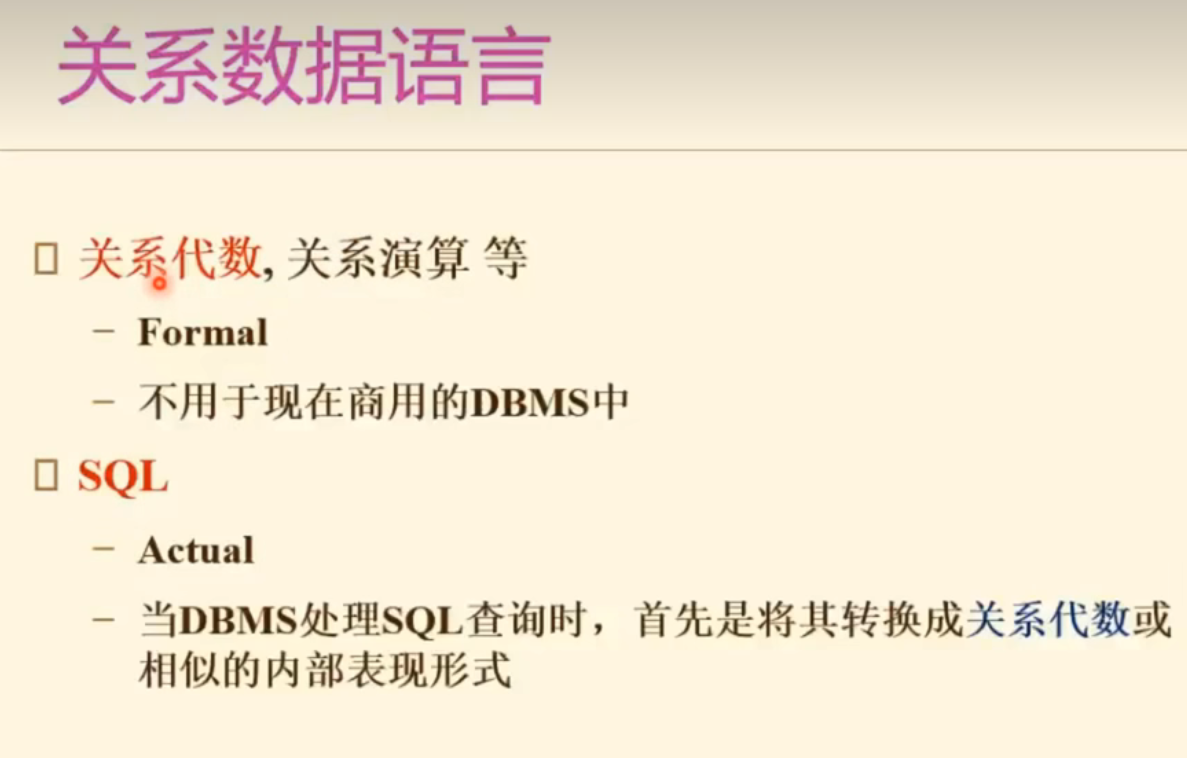 关系数据语言
关系代数, 关系演算 等
– Formal
– 不用于现在商用的DBMS中
SQL
– Actual
– 当DBMS处理SQL查询时，首先是将其转换成关系代数或
相似的内部表现形式